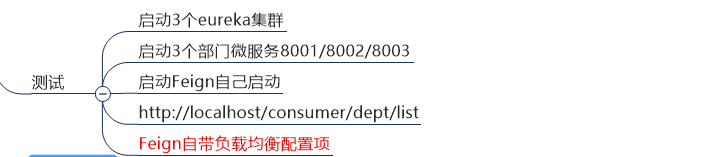 启动3个eureka集群
启动3个部门微服务8001/8002/8003
测试
启动Feign自己启动
http://localhost/consumer/dept/list
Feign自带负载均衡配置项